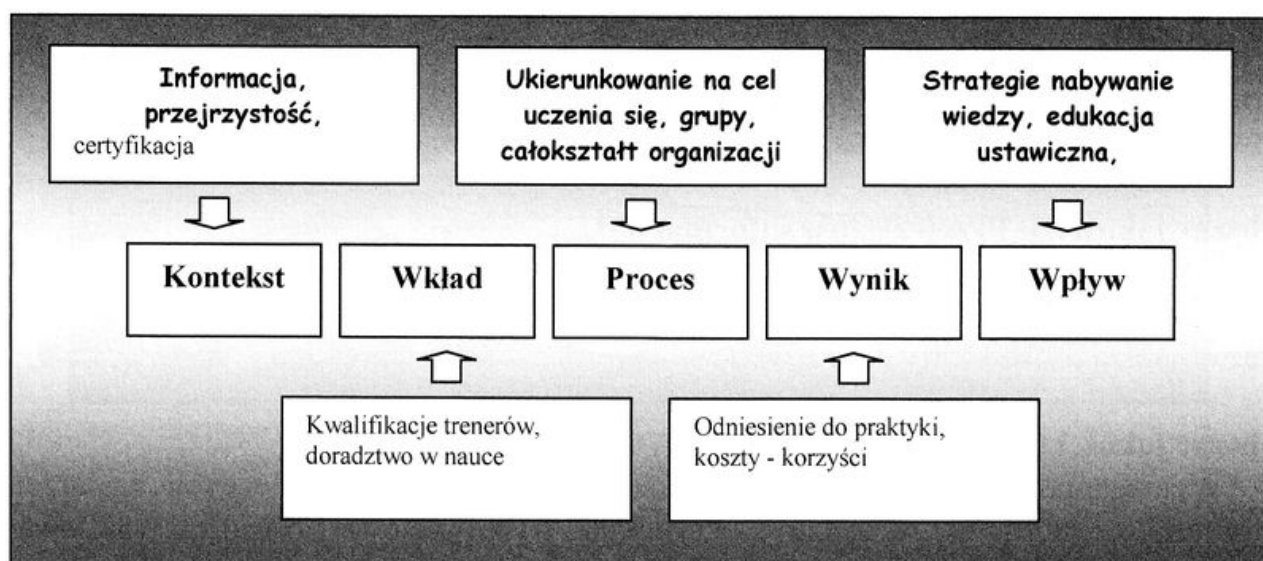 Informacja,
przejrzystość,
certyfikacja
Ukierunkowanie na cel
uczenia się, grupy,
całokształt organizacji
Strategie nabywanie
wiedzy, edukacja
ustawiczna,
Kontekst
Wkład
Proces
Wynik
Wpływ
Kwalifikacje trenerów,
doradztwo w nauce
Odniesienie do praktyki,
koszty - korzyści